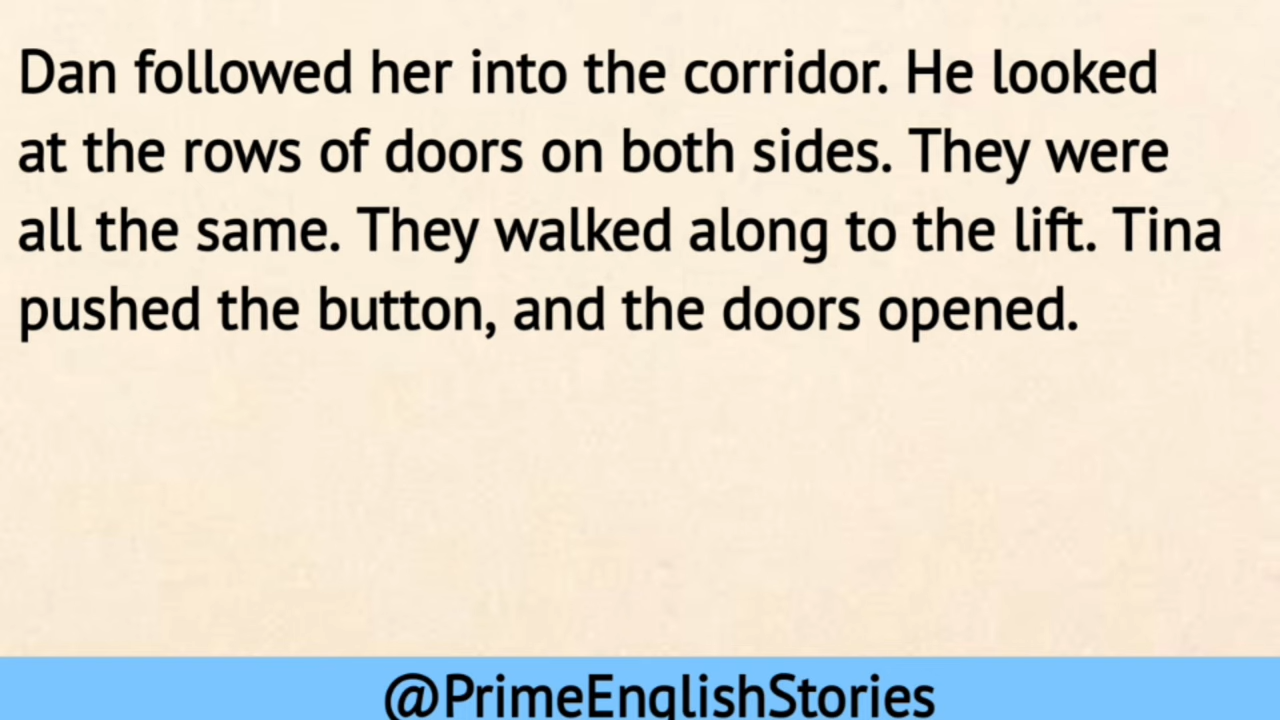 Dan followed her into the corridor. He looked
at the rows of doors on both sides. They were
all the same. They walked along to the lift. Tina
pushed the button, and the doors opened.
@PrimeEnglishStories